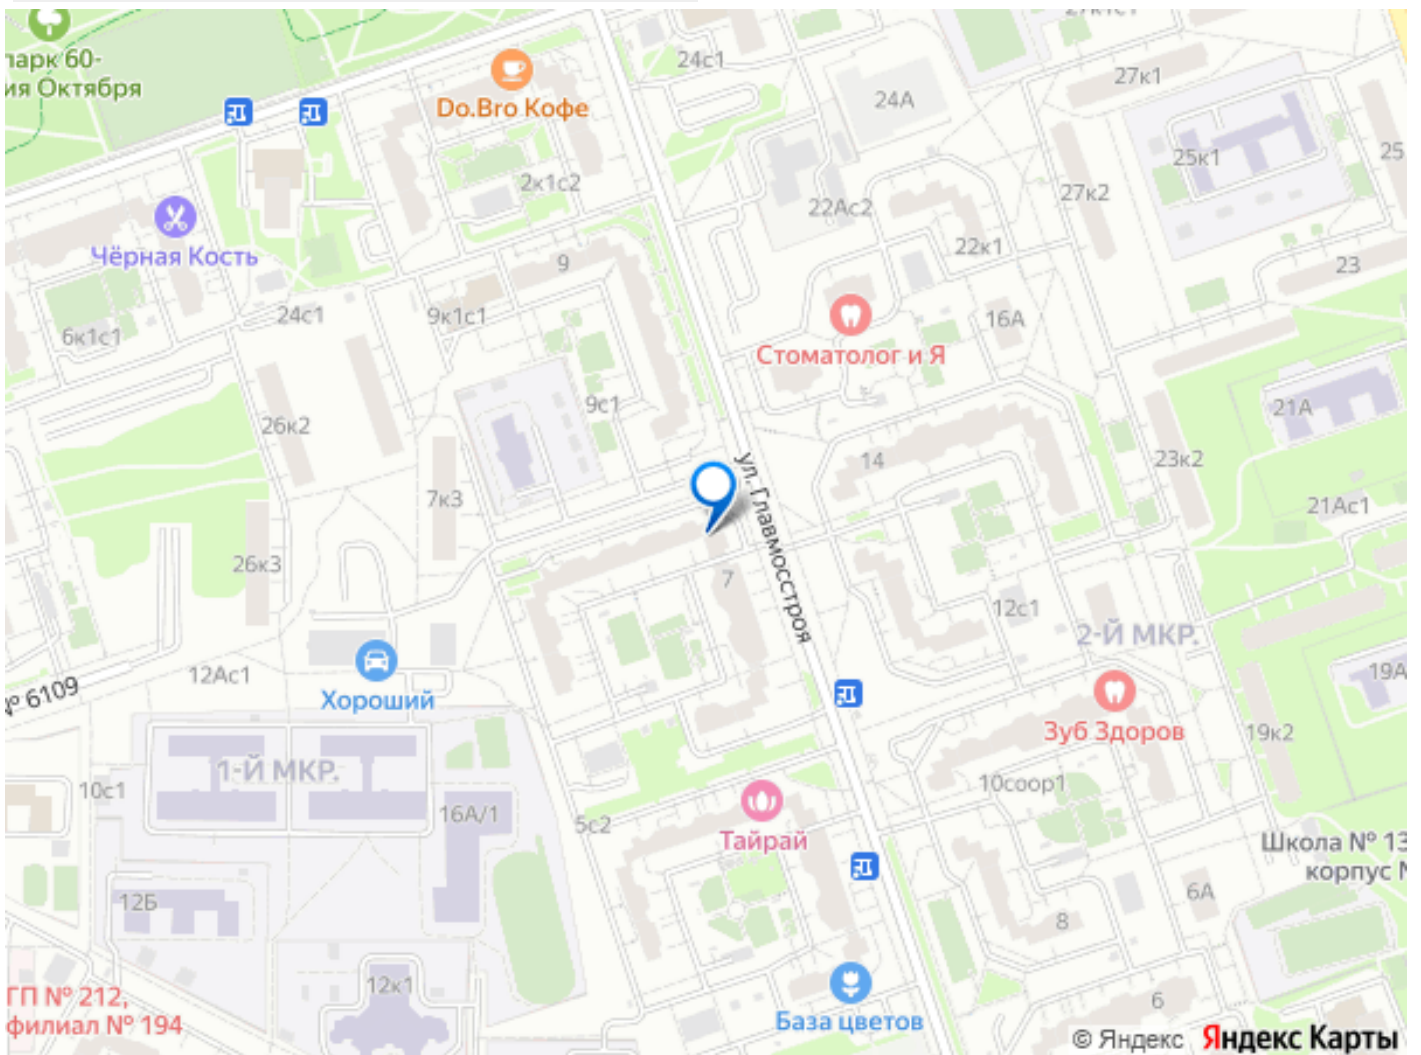 парк 60-
ия Октября
Do.Bro Кофе
24с1
27к1
24А
25к1
25
2к1с2
22Ас2
27к2
Чёрная Кость
9
22к1
23
6к1с1
24с1
9к1с1
16А
Стоматолог и Я
26к2
9с1
21А
14
23к2
7к3
ул. Главмосстроя
21Ас1
26к3
7
12с1
2-Й МКР.
12Ас1
№ 6109
Хороший
19А
Зуб Здоров
19к2
1-Й МКР.
10с1
10соор1
16А/1
5с2
Тайрай
Школа № 13
корпус
12Б
6А
8
12к1
6
ГП № 212,
филиал № 194
База цветов
© Яндекс Яндекс Карты